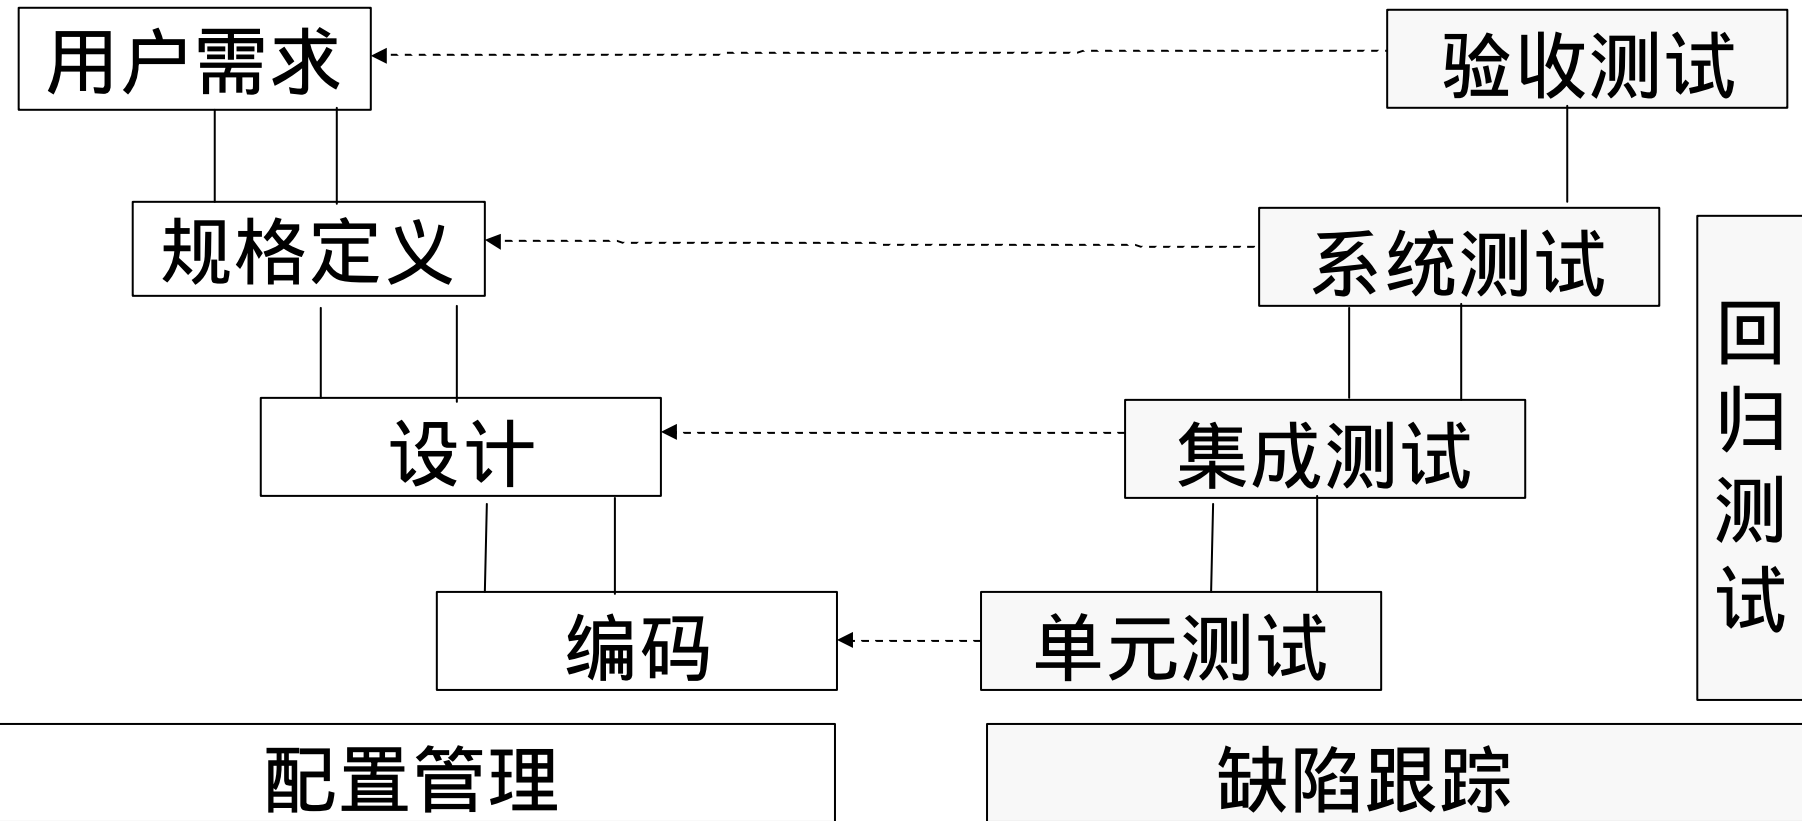 用户需求
验收测试
规格定义
系统测试
设计
集成测试
编码
单元测试
回归测试
配置管理
缺陷跟踪